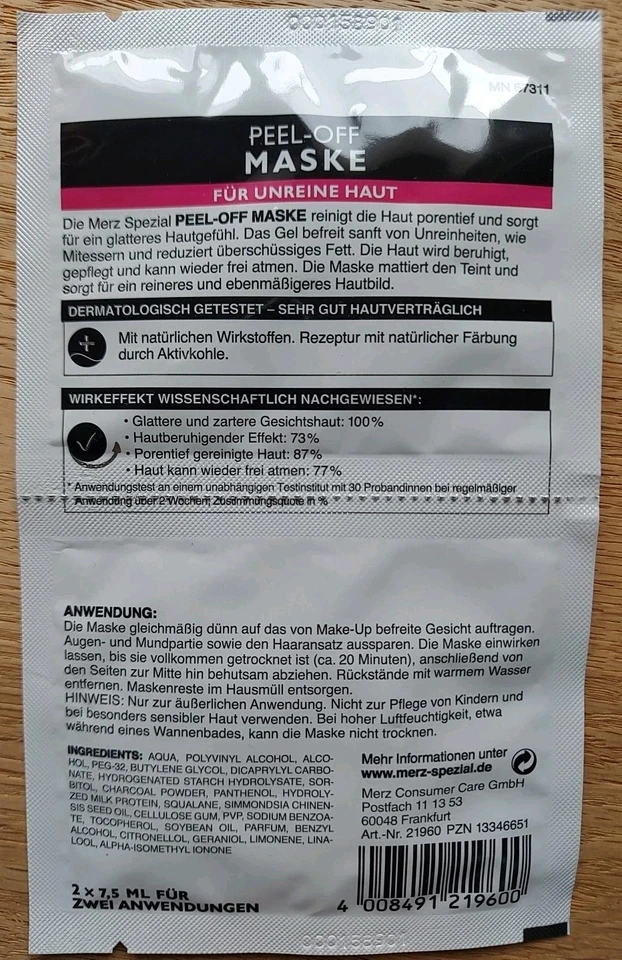 000158901
MN 67311
PEEL-OFF
MASKE
FÜR UNREINE HAUT
Die Merz Spezial PEEL-OFF MASKE reinigt die Haut porentief und sorgt
für ein glatteres Hautgefühl. Das Gel befreit sanft von Unreinheiten, wie
Mitessern und reduziert überschüssiges Fett. Die Haut wird beruhigt,
gepflegt und kann wieder frei atmen. Die Maske mattiert den Teint und
sorgt für ein reineres und ebenmäßigeres Hautbild.
DERMATOLOGISCH GETESTET – SEHR GUT HAUTVERTRÄGLICH
Mit natürlichen Wirkstoffen. Rezeptur mit natürlicher Färbung
durch Aktivkohle.
WIRKEFFEKT WISSENSCHAFTLICH NACHGEWIESEN*:
• Glattere und zartere Gesichtshaut: 100%
• Hautberuhigender Effekt: 73%
• Porentief gereinigte Haut: 87%
• Haut kann wieder frei atmen: 77%
* Anwendungstest an einem unabhängigen Testinstitut mit 30 Probandinnen bei regelmäßiger
Anwendung über 2 Wochen; Zustimmungsquote in %
ANWENDUNG:
Die Maske gleichmäßig dünn auf das von Make-Up befreite Gesicht auftragen.
Augen- und Mundpartie sowie den Haaransatz aussparen. Die Maske einwirken
lassen, bis sie vollkommen getrocknet ist (ca. 20 Minuten), anschließend von
den Seiten zur Mitte hin behutsam abziehen. Rückstände mit warmem Wasser
entfernen. Maskenreste im Hausmüll entsorgen.
HINWEIS: Nur zur äußerlichen Anwendung. Nicht zur Pflege von Kindern und
bei besonders sensibler Haut verwenden. Bei hoher Luftfeuchtigkeit, etwa
während eines Wannenbades, kann die Maske nicht trocknen.
INGREDIENTS: AQUA, POLYVINYL ALCOHOL, ALCO-
HOL, PEG-32, BUTYLENE GLYCOL, DICAPRYLYL CARBO-
NATE, HYDROGENATED STARCH HYDROLYSATE, SOR-
BITOL, CHARCOAL POWDER, PANTHENOL, HYDROLY-
ZED MILK PROTEIN, SQUALANE, SIMMONDSIA CHINEN-
SIS SEED OIL, CELLULOSE GUM, PVP, SODIUM BENZOA-
TE, TOCOPHEROL, SOYBEAN OIL, PARFUM, BENZYL
ALCOHOL, CITRONELLOL, GERANIOL, LIMONENE, LINA-
LOOL, ALPHA-ISOMETHYL IONONE
2 x 7,5 ML FÜR
ZWEI ANWENDUNGEN
Mehr Informationen unter
www.merz-spezial.de
Merz Consumer Care GmbH
Postfach 11 13 53
60048 Frankfurt
Art.-Nr. 21960 PZN 13346651
4 008491 219600
000158901